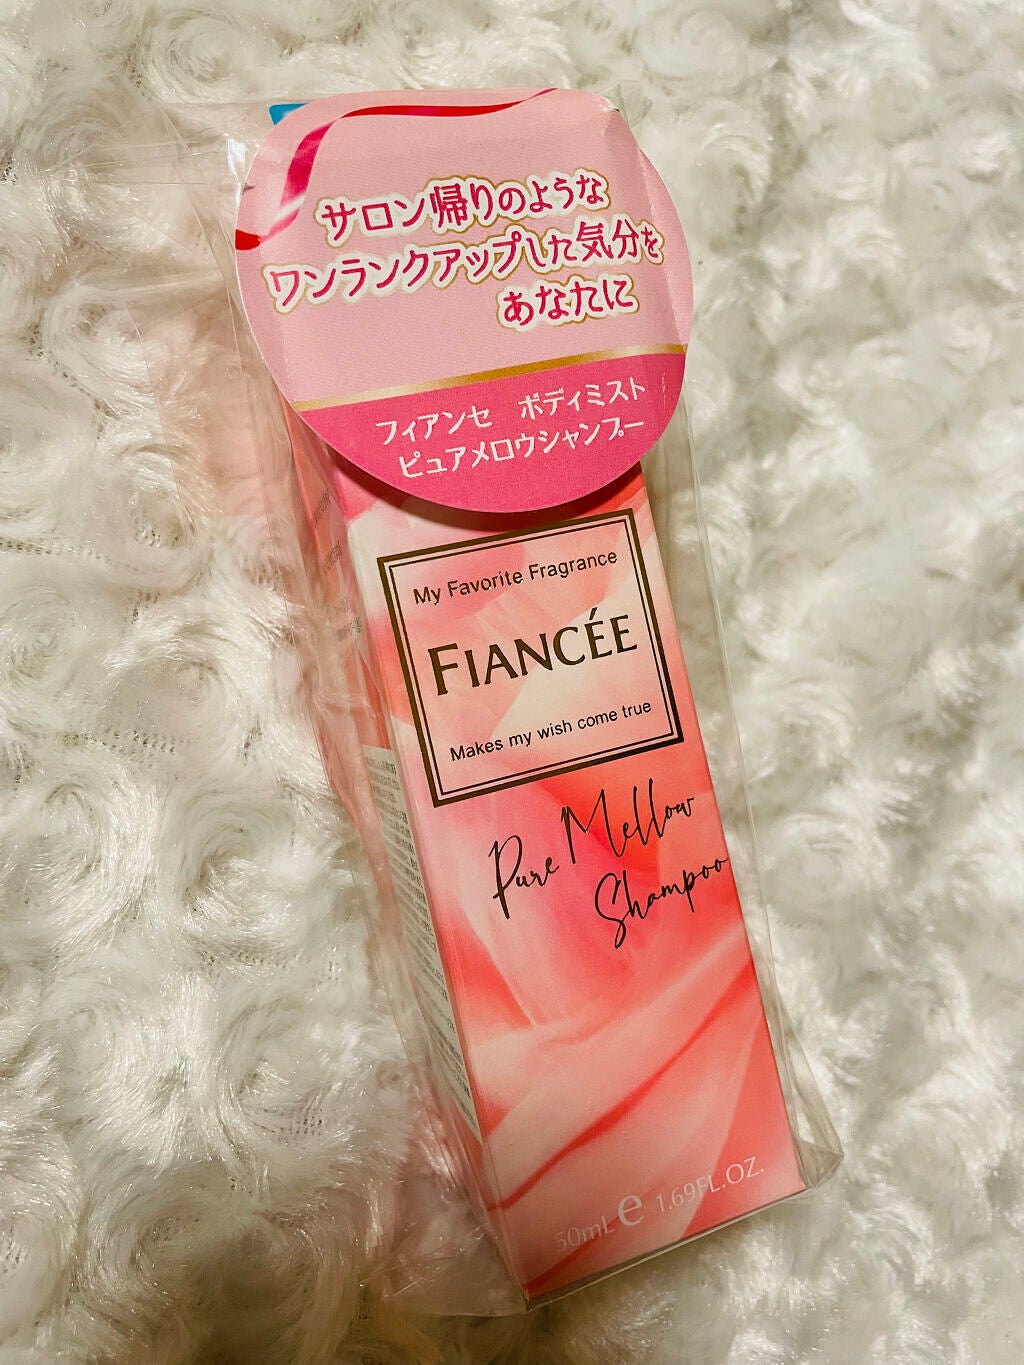 サロン帰りのような
ワンランクアップした気分を
あなたに
フィアンセ ボディミスト
ピュアメロウシャンプー
My Favorite Fragrance
FIANCÉE
Makes my wish come true
Pure Mellow
Shampoo
50mL e 1.69FL.OZ.